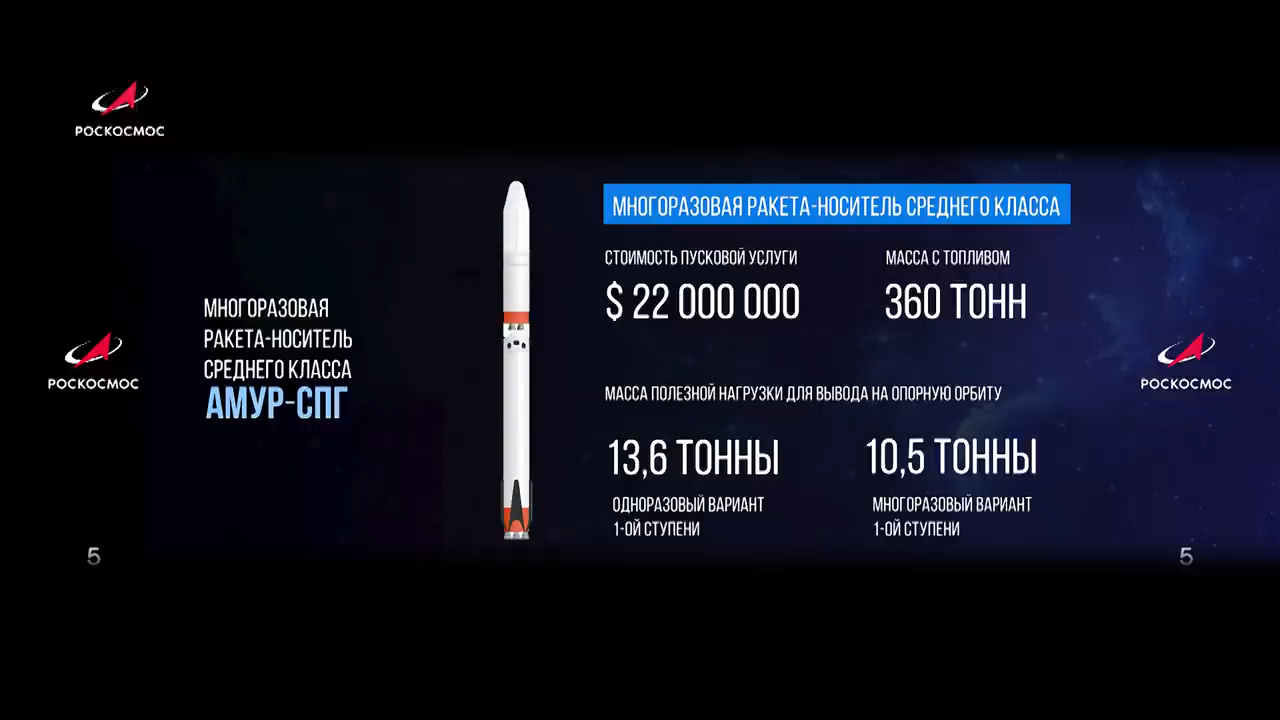 РОСКОСМОС
МНОГОРАЗОВАЯ РАКЕТА-НОСИТЕЛЬ СРЕДНЕГО КЛАССА
СТОИМОСТЬ ПУСКОВОЙ УСЛУГИ
$ 22 000 000
МАССА С ТОПЛИВОМ
360 ТОНН
МНОГОРАЗОВАЯ
РАКЕТА-НОСИТЕЛЬ
СРЕДНЕГО КЛАССА
АМУР-СПГ
РОСКОСМОС
РОСКОСМОС
МАССА ПОЛЕЗНОЙ НАГРУЗКИ ДЛЯ ВЫВОДА НА ОПОРНУЮ ОРБИТУ
13,6 ТОННЫ
ОДНОРАЗОВЫЙ ВАРИАНТ
1-ОЙ СТУПЕНИ
10,5 ТОННЫ
МНОГОРАЗОВЫЙ ВАРИАНТ
1-ОЙ СТУПЕНИ
5
5